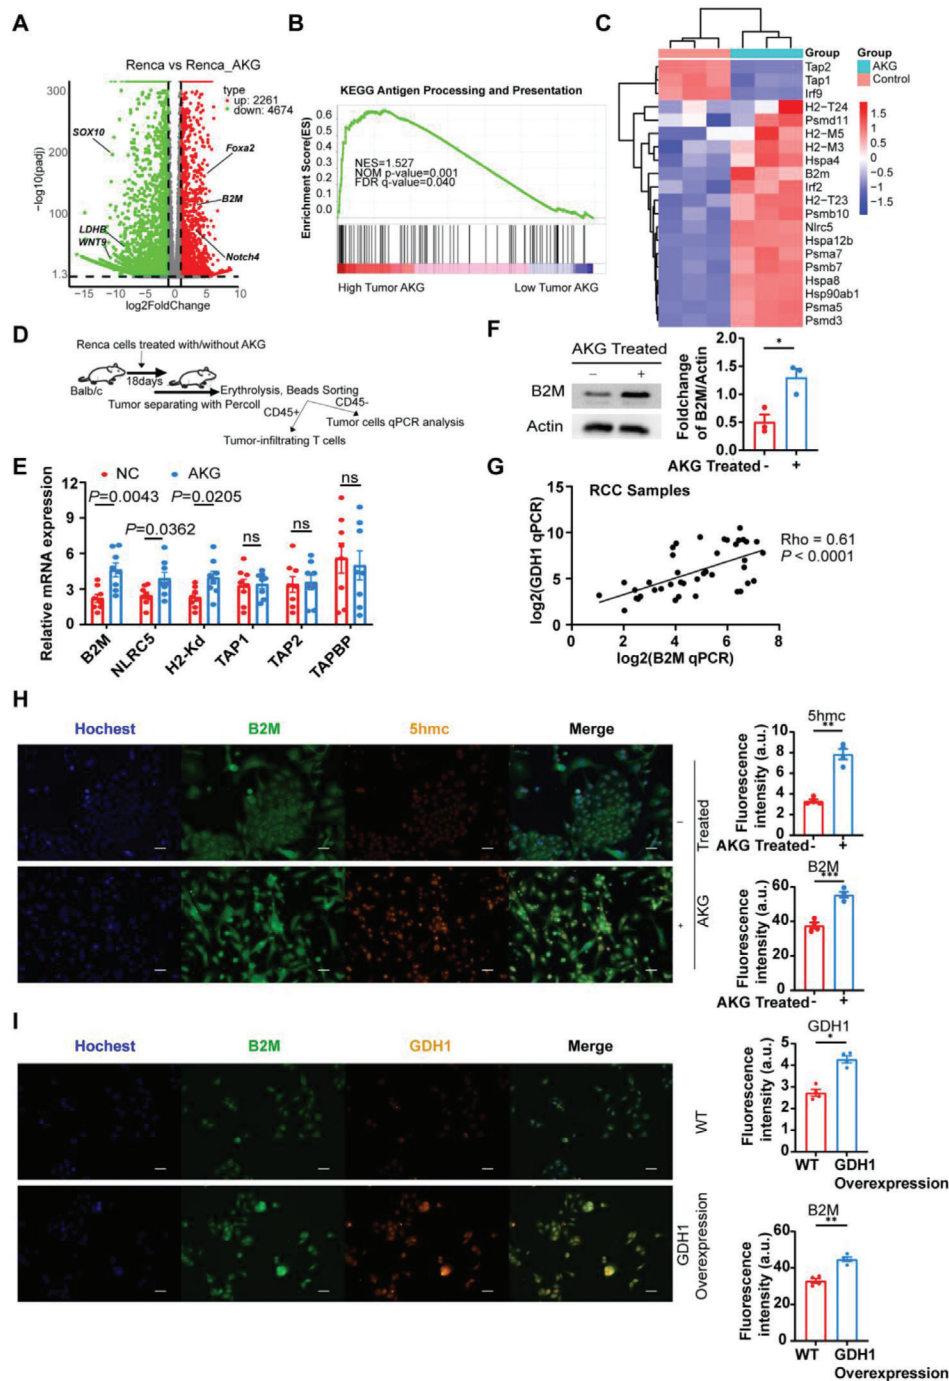 A
Renca vs Renca_AKG
type
up: 2261
down: 4674
300
200
100
1.3
−log10(padj)
SOX10
Foxa2
B2M
LDHB
WNT9
Notch4
−15
−10
−5
0
5
10
log2FoldChange
B
KEGG Antigen Processing and Presentation
Enrichment Score(ES)
0.6
0.5
0.4
0.3
0.2
0.1
0.0
NES=1.527
NOM p-value=0.001
FDR q-value=0.040
High Tumor AKG
Low Tumor AKG
C
Group
Group
AKG
Control
Tap2
Tap1
Irf9
H2−T24
Psmd11
H2−M5
H2−M3
Hspa4
B2m
Irf2
H2−T23
Psmb10
Nlrc5
Hspa12b
Psma7
Psmb7
Hspa8
Hsp90ab1
Psma5
Psmd3
1.5
1
0.5
0
−0.5
−1
−1.5
D
Renca cells treated with/without AKG
Balb/c
18days
Erythrolysis, Beads Sorting
Tumor separating with Percoll
CD45+
CD45-
Tumor cells qPCR analysis
Tumor-infiltrating T cells
E
NC
AKG
Relative mRNA expression
12
9
6
3
0
P=0.0043
P=0.0362
P=0.0205
ns
ns
ns
B2M
NLRC5
H2-Kd
TAP1
TAP2
TAPBP
F
AKG Treated
−
+
B2M
Actin
Foldchange
of B2M/Actin
2.0
1.5
1.0
0.5
0.0
*
AKG Treated - +
G
RCC Samples
log2(GDH1 qPCR)
15
10
5
0
0
2
4
6
8
log2(B2M qPCR)
Rho = 0.61
P < 0.0001
H
Hochest
B2M
5hmc
Merge
−
Treated
+
AKG
5hmc
**
Fluorescence
intensity (a.u.)
10
8
6
4
2
0
AKG Treated - +
B2M
***
Fluorescence
intensity (a.u.)
60
40
20
0
AKG Treated - +
I
Hochest
B2M
GDH1
Merge
WT
GDH1
Overexpression
GDH1
*
Fluorescence
intensity (a.u.)
5
4
3
2
1
0
WT
GDH1
Overexpression
B2M
**
Fluorescence
intensity (a.u.)
60
40
20
0
WT
GDH1
Overexpression